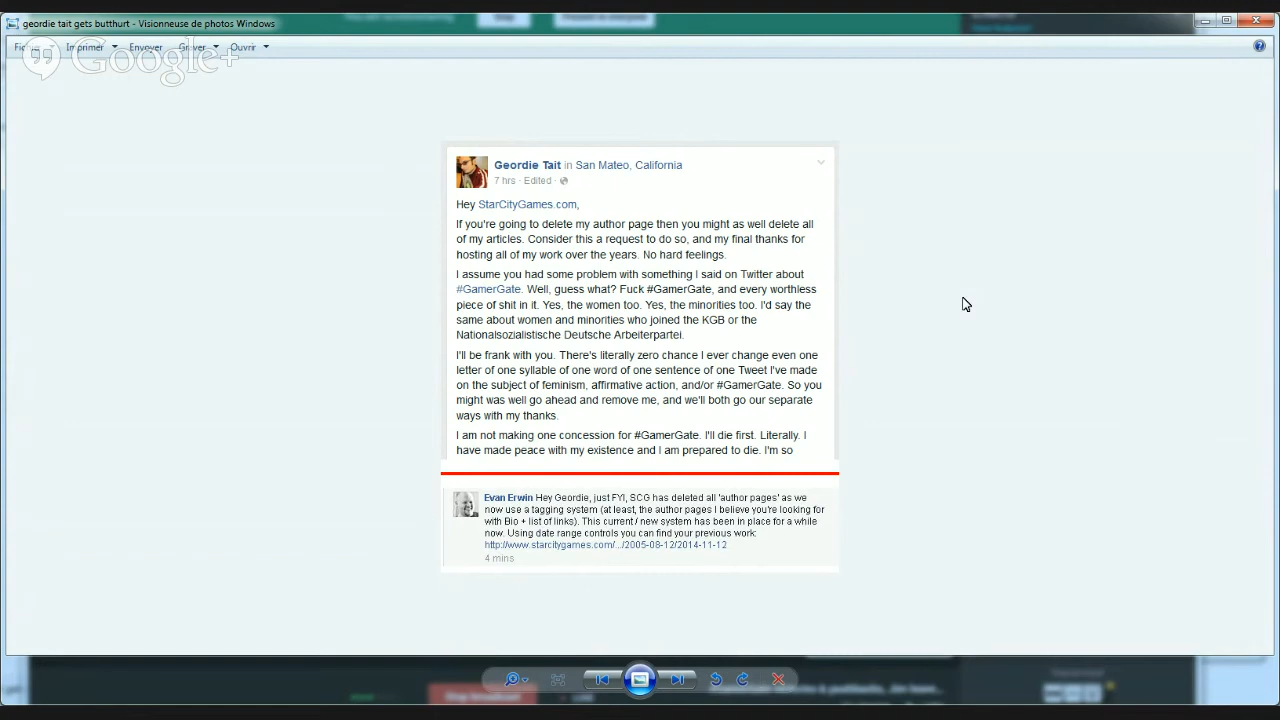 geordie tait gets butthurt - Visionneuse de photos Windows
Imprimer Envoyer Graver Ouvrir
Google+
Geordie Tait in San Mateo, California
7 hrs · Edited ·
Hey StarCityGames.com,
If you're going to delete my author page then you might as well delete all
of my articles. Consider this a request to do so, and my final thanks for
hosting all of my work over the years. No hard feelings.
I assume you had some problem with something I said on Twitter about
#GamerGate. Well, guess what? Fuck #GamerGate, and every worthless
piece of shit in it. Yes, the women too. Yes, the minorities too. I'd say the
same about women and minorities who joined the KGB or the
Nationalsozialistische Deutsche Arbeiterpartei.
I'll be frank with you. There's literally zero chance I ever change even one
letter of one syllable of one word of one sentence of one Tweet I've made
on the subject of feminism, affirmative action, and/or #GamerGate. So you
might was well go ahead and remove me, and we'll both go our separate
ways with my thanks.
I am not making one concession for #GamerGate. I'll die first. Literally. I
have made peace with my existence and I am prepared to die. I'm so
Evan Erwin Hey Geordie, just FYI, SCG has deleted all 'author pages' as we
now use a tagging system (at least, the author pages I believe you're looking for
with Bio + list of links). This current / new system has been in place for a while
now. Using date range controls you can find your previous work:
http://www.starcitygames.com/.../2005-08-12/2014-11-12
4 mins
Stop broadcast